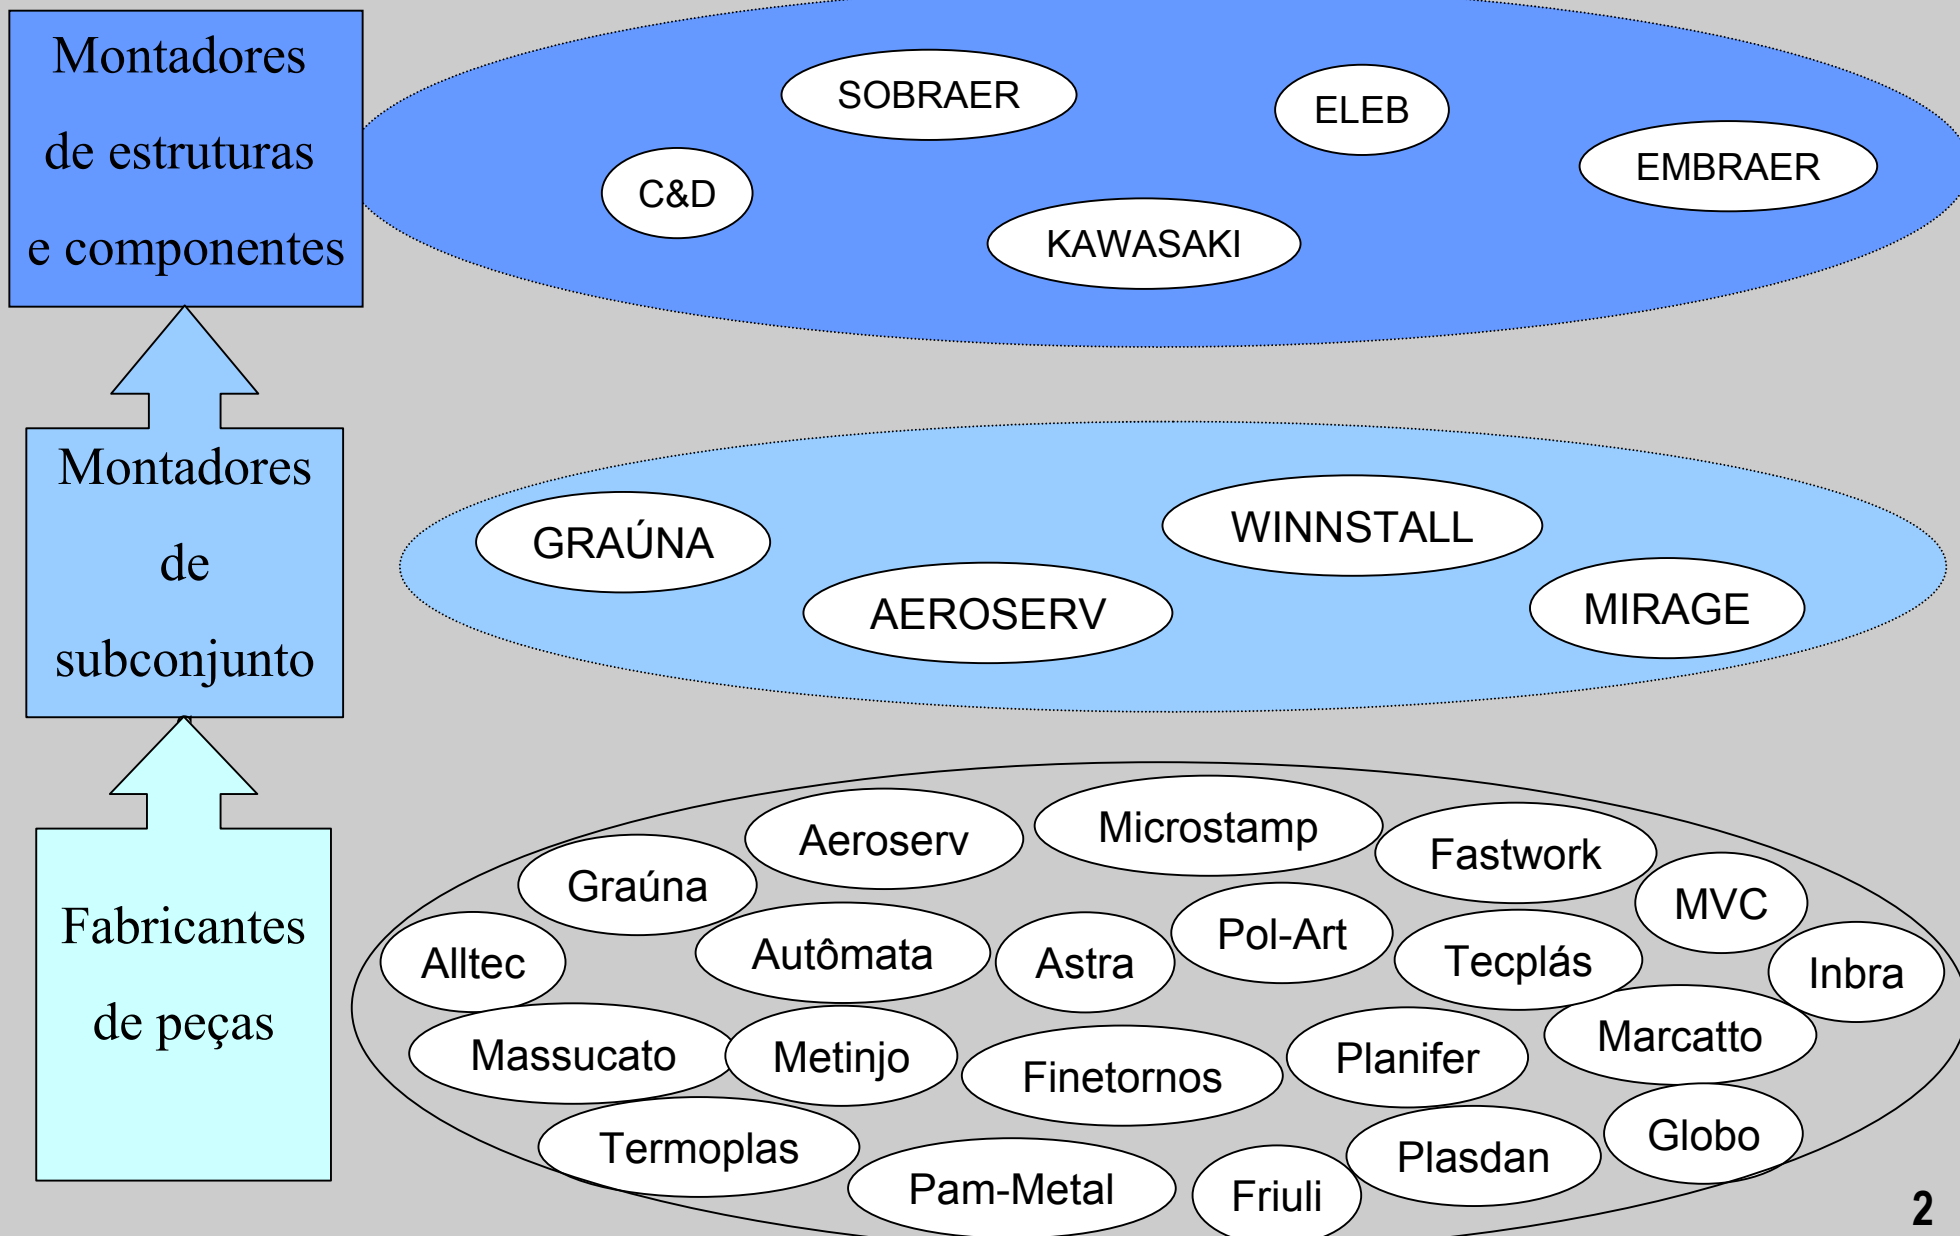 Montadores
de estruturas
e componentes
SOBRAER
ELEB
EMBRAER
C&D
KAWASAKI
Montadores
de
subconjunto
GRAÚNA
WINNSTALL
AEROSERV
MIRAGE
Fabricantes
de peças
Aeroserv
Microstamp
Fastwork
Graúna
MVC
Alltec
Autômata
Astra
Pol-Art
Tecplás
Inbra
Massucato
Metinjo
Finetornos
Planifer
Marcatto
Termoplas
Pam-Metal
Friuli
Plasdan
Globo
2